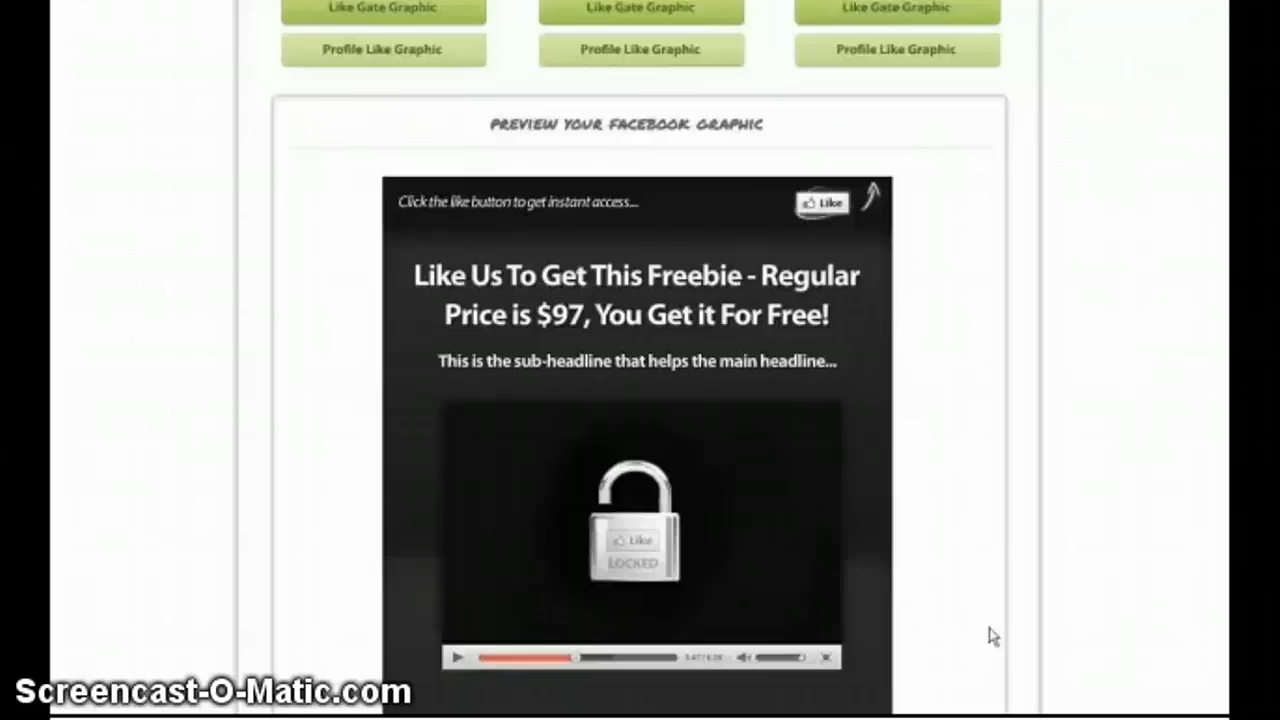 Like Gate Graphic
Like Gate Graphic
Like Gate Graphic
Profile Like Graphic
Profile Like Graphic
Profile Like Graphic
PREVIEW YOUR FACEBOOK GRAPHIC
Click the like button to get instant access...
Like
Like Us To Get This Freebie - Regular
Price is $97, You Get it For Free!
This is the sub-headline that helps the main headline...
Like
LOCKED
Screencast-O-Matic.com